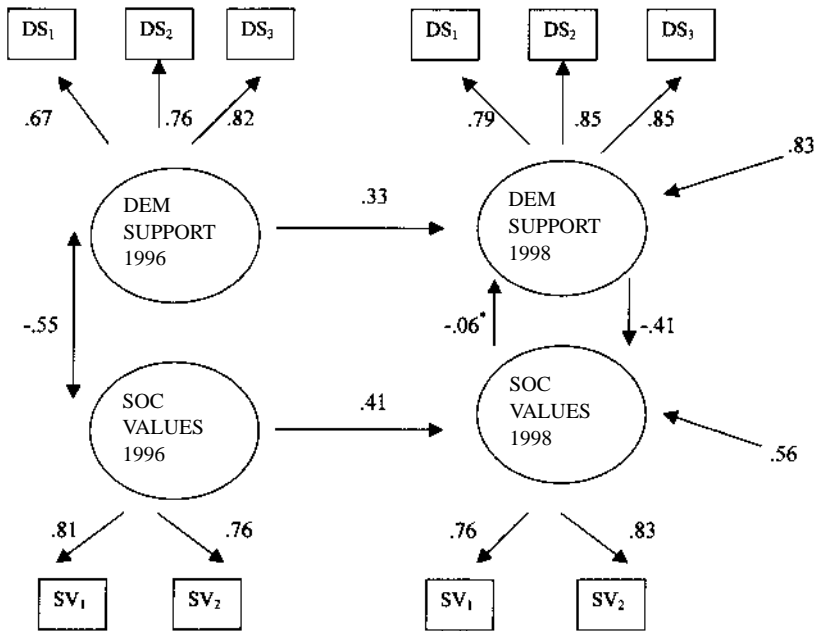 DS₁ DS₂ DS₃ DS₁ DS₂ DS₃
.67 .76 .82 .79 .85 .85
.83
DEM
SUPPORT
1996
.33
DEM
SUPPORT
1998
-.55
-.06*
-.41
SOC
VALUES
1996
.41
SOC
VALUES
1998
.56
.81 .76 .76 .83
SV₁ SV₂ SV₁ SV₂